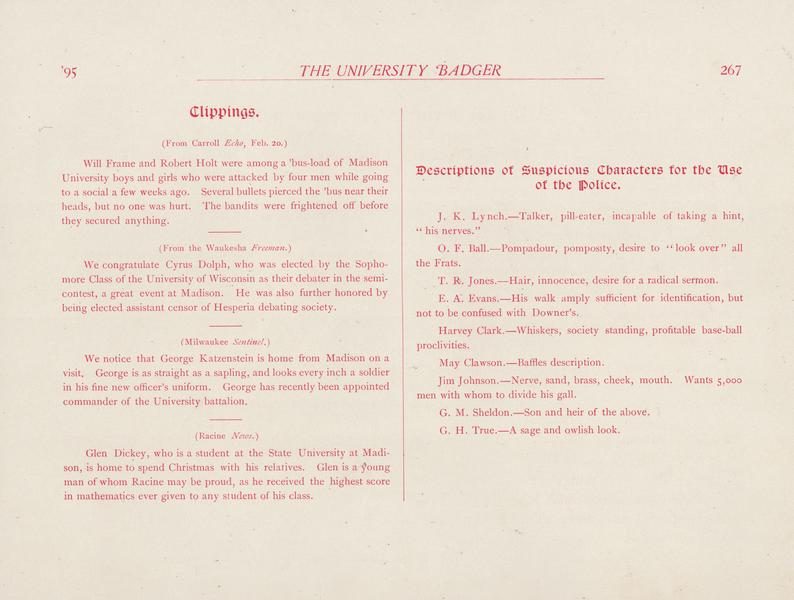 '95
THE UNIVERSITY BADGER
267
Clippings.
(From Carroll Echo, Feb. 20.)
Will Frame and Robert Holt were among a 'bus-load of Madison
University boys and girls who were attacked by four men while going
to a social a few weeks ago. Several bullets pierced the 'bus near their
heads, but no one was hurt. The bandits were frightened off before
they secured anything.
(From the Waukesha Freeman.)
We congratulate Cyrus Dolph, who was elected by the Sopho-
more Class of the University of Wisconsin as their debater in the semi-
contest, a great event at Madison. He was also further honored by
being elected assistant censor of Hesperia debating society.
(Milwaukee Sentinel.)
We notice that George Katzenstein is home from Madison on a
visit. George is as straight as a sapling, and looks every inch a soldier
in his fine new officer's uniform. George has recently been appointed
commander of the University battalion.
(Racine News.)
Glen Dickey, who is a student at the State University at Madi-
son, is home to spend Christmas with his relatives. Glen is a young
man of whom Racine may be proud, as he received the highest score
in mathematics ever given to any student of his class.
Descriptions of Suspicious Characters for the Use
of the Police.
J. K. Lynch.—Talker, pill-eater, incapable of taking a hint,
"his nerves."
O. F. Ball.—Pompadour, pomposity, desire to "look over" all
the Frats.
T. R. Jones.—Hair, innocence, desire for a radical sermon.
E. A. Evans.—His walk amply sufficient for identification, but
not to be confused with Downer's.
Harvey Clark.—Whiskers, society standing, profitable base-ball
proclivities.
May Clawson.—Baffles description.
Jim Johnson.—Nerve, sand, brass, cheek, mouth. Wants 5,000
men with whom to divide his gall.
G. M. Sheldon.—Son and heir of the above.
G. H. True.—A sage and owlish look.